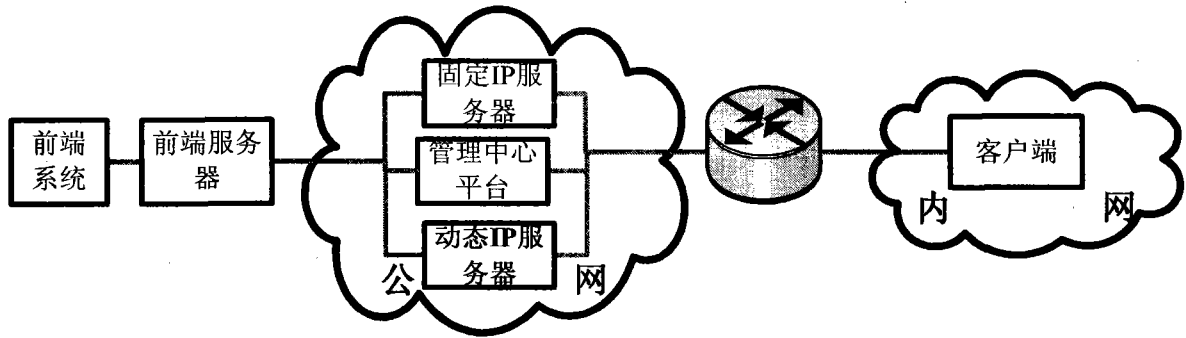 前端
系统
前端服务
器
固定IP服
务器
管理中心
平台
动态IP服
务器
公 网
客户端
内 网